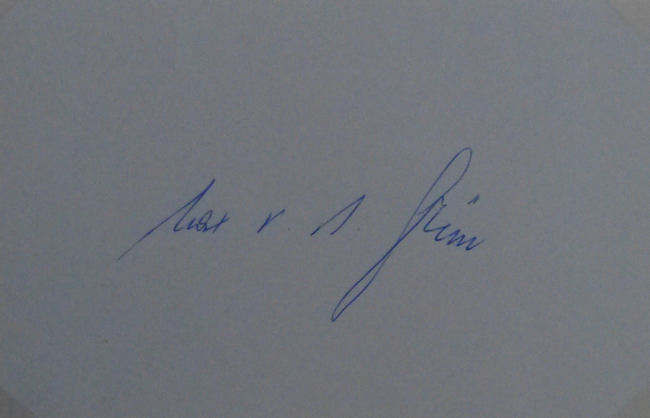 Max v. d. Grün